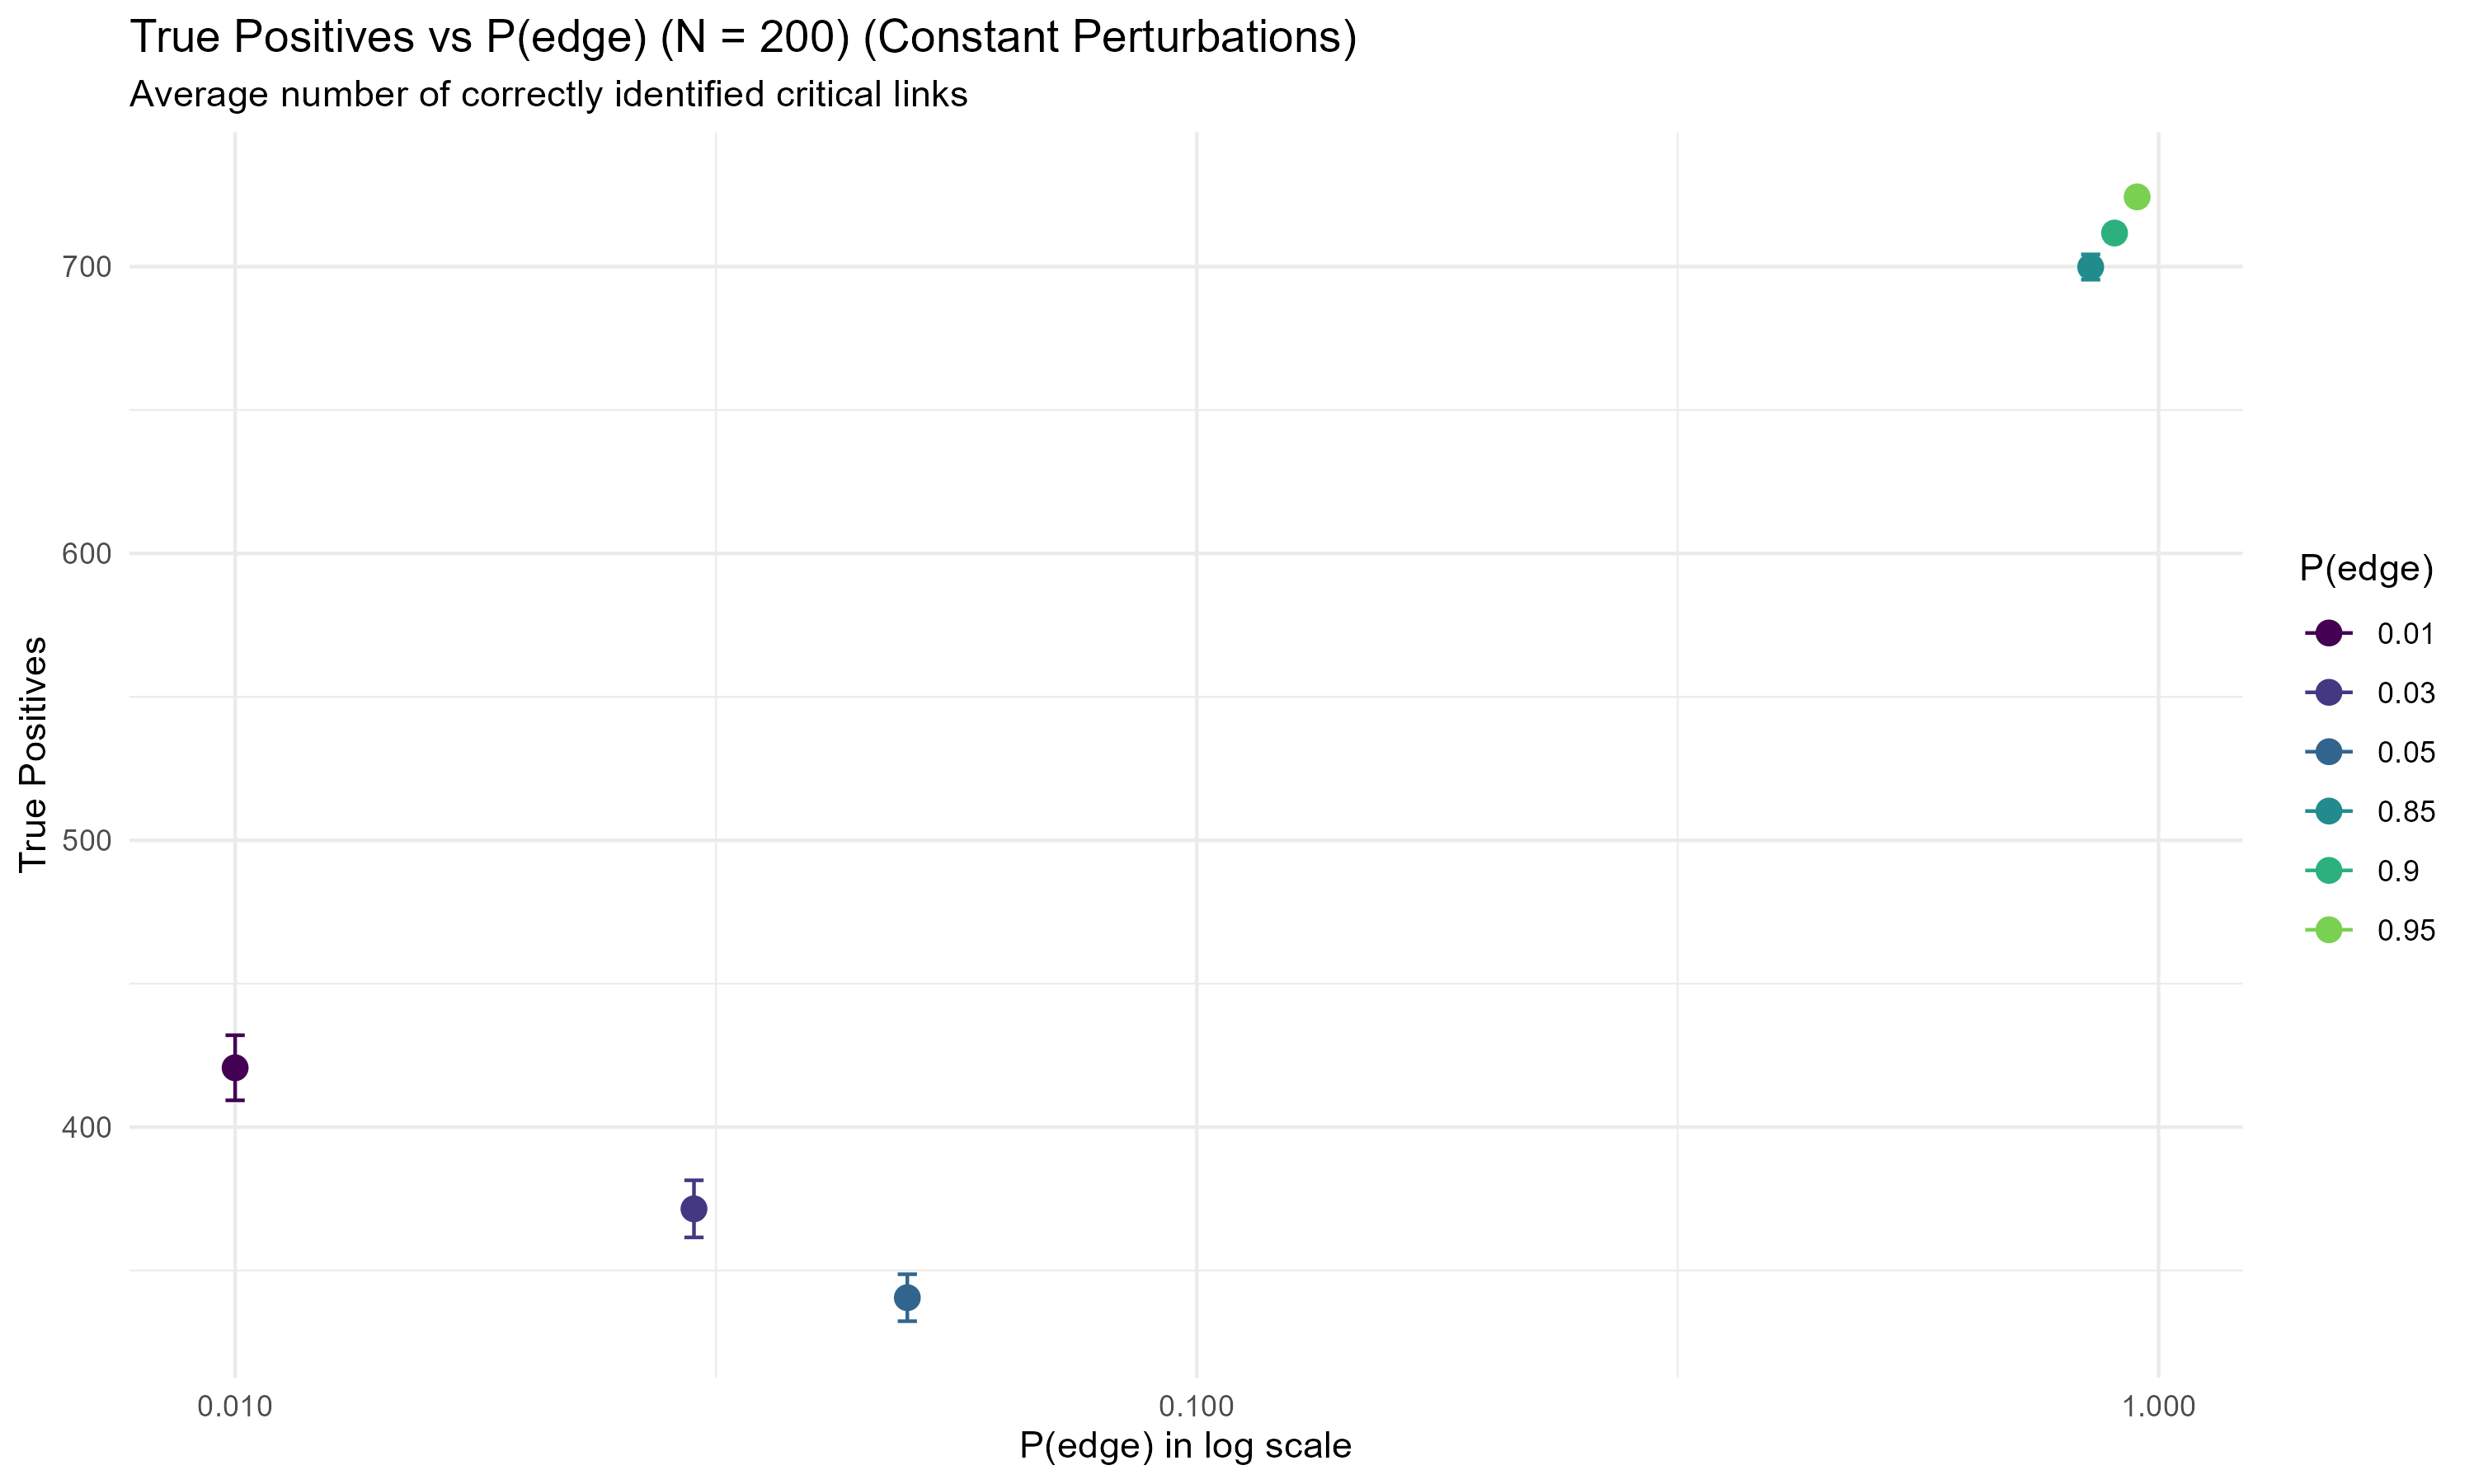 True Positives vs P(edge) (N = 200) (Constant Perturbations)
Average number of correctly identified critical links
True Positives
700
600
500
400
0.010
0.100
1.000
P(edge) in log scale
P(edge)
0.01
0.03
0.05
0.85
0.9
0.95